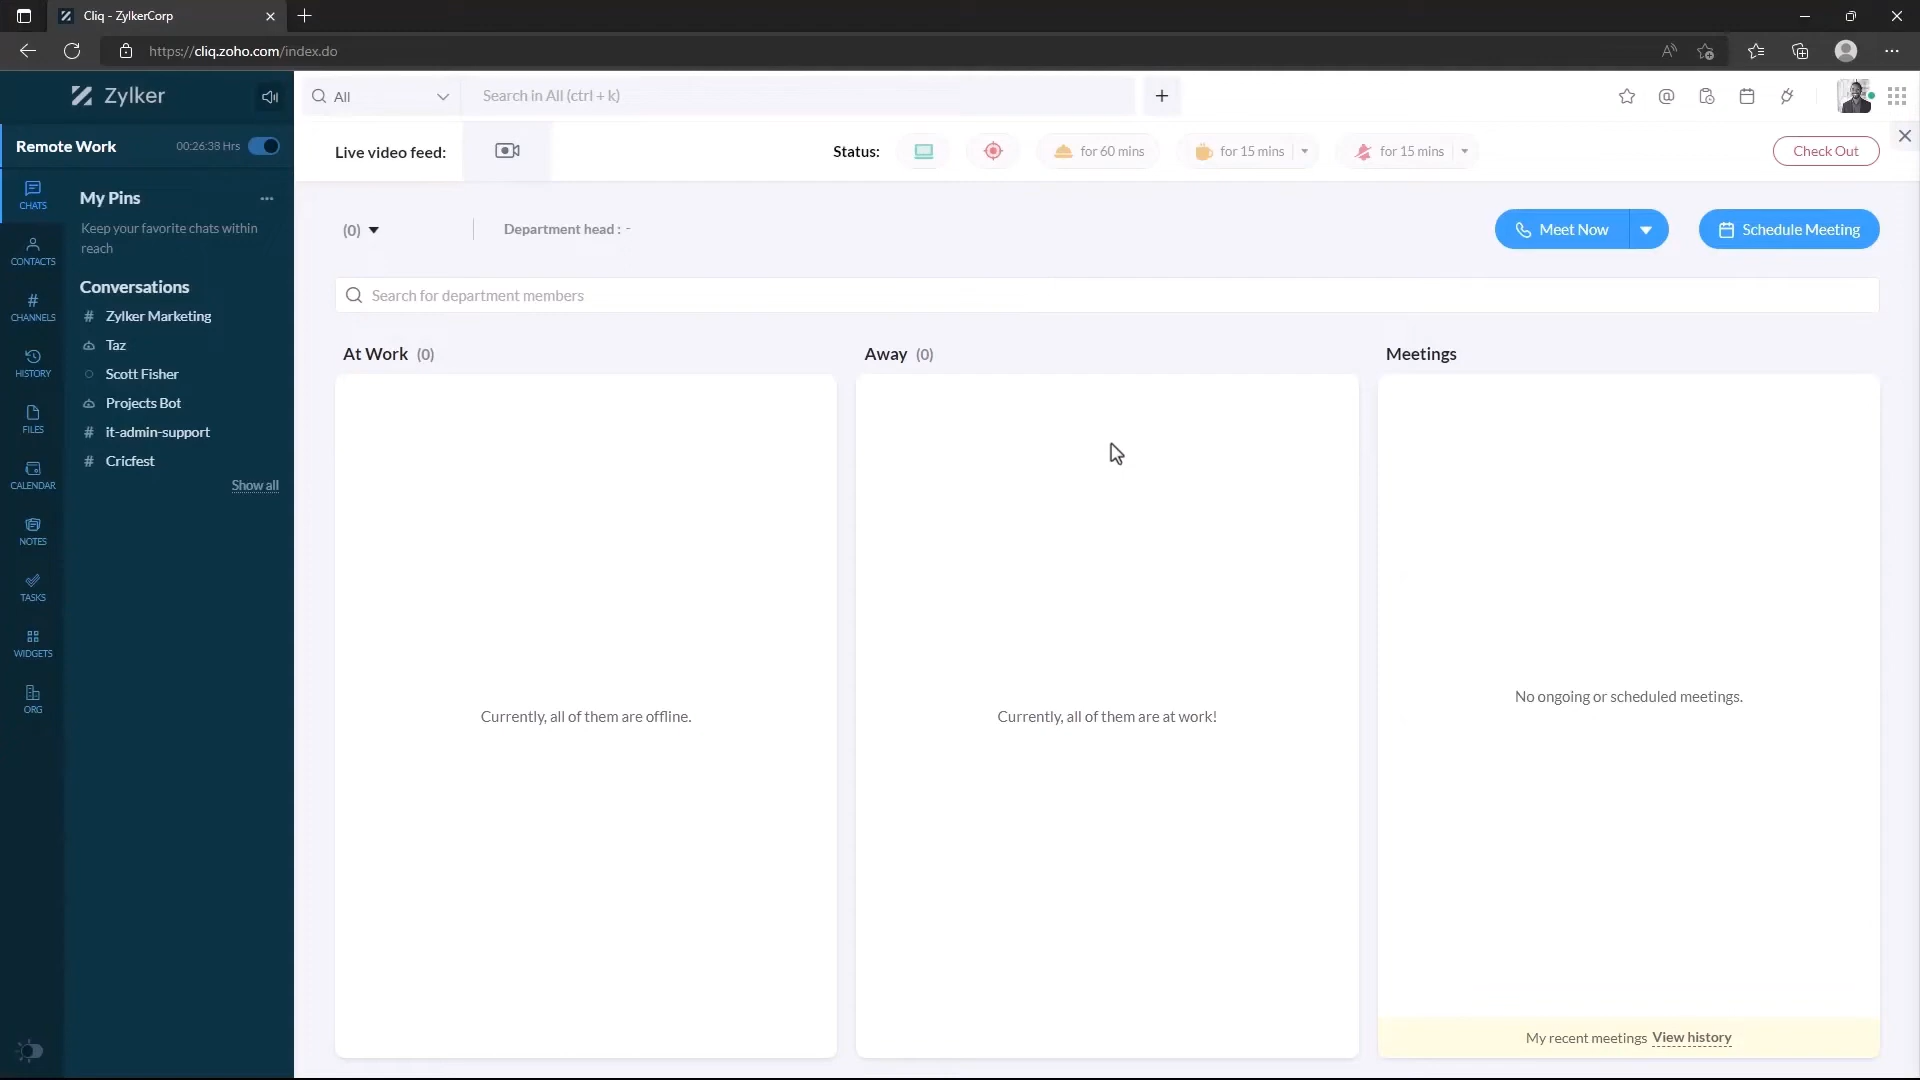 Cliq - ZylkerCorp
https://cliq.zoho.com/index.do
Zylker
All
Search in All (ctrl + k)
Remote Work
00:26:38 Hrs
Live video feed:
Status:
for 60 mins
for 15 mins
for 15 mins
Check Out
CHATS
CONTACTS
CHANNELS
HISTORY
FILES
CALENDAR
NOTES
TASKS
WIDGETS
ORG
My Pins
Keep your favorite chats within
reach
Conversations
# Zylker Marketing
Taz
Scott Fisher
Projects Bot
# it-admin-support
# Cricfest
Show all
(0)
Department head : -
Meet Now
Schedule Meeting
Search for department members
At Work (0)
Away (0)
Meetings
Currently, all of them are offline.
Currently, all of them are at work!
No ongoing or scheduled meetings.
My recent meetings View history